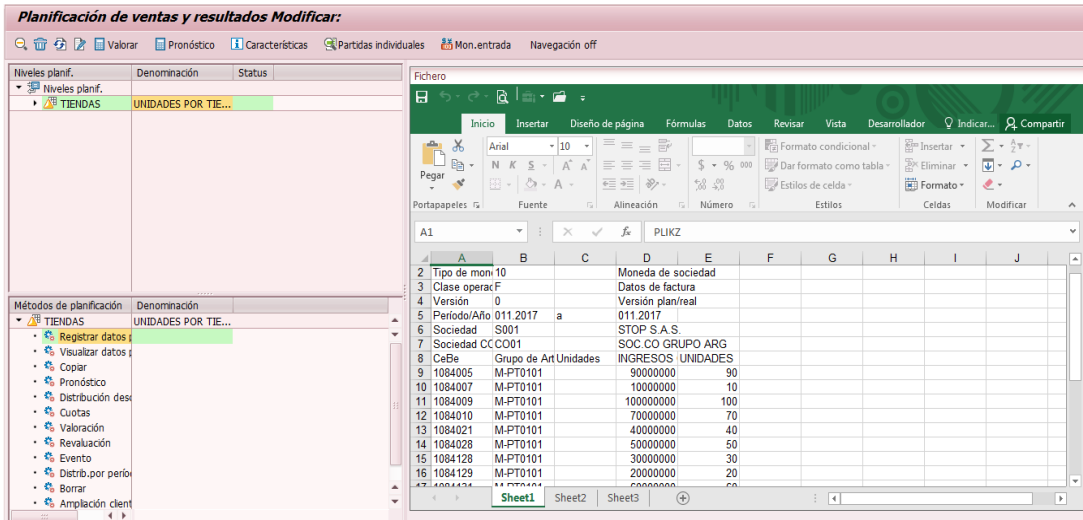 Planificación de ventas y resultados Modificar:
Valorar Pronóstico Características Partidas individuales Mon.entrada Navegación off
Niveles planif. Denominación Status
Niveles planif.
TIENDAS UNIDADES POR TIE...
Métodos de planificación Denominación
TIENDAS UNIDADES POR TIE...
Registrar datos p
Visualizar datos p
Copiar
Pronóstico
Distribución desc
Cuotas
Valoración
Revaluación
Evento
Distrib.por perío
Borrar
Ampliación client
Fichero
Inicio Insertar Diseño de página Fórmulas Datos Revisar Vista Desarrollador Indicar... Compartir
Pegar
Arial 10
N K S A A
A
$ % 000
Formato condicional
Dar formato como tabla
Estilos de celda
Insertar
Eliminar
Formato
Portapapeles Fuente Alineación Número Estilos Celdas Modificar
A1 fx PLIKZ
A B C D E F G H I J
2 Tipo de mon 10 Moneda de sociedad
3 Clase operac F Datos de factura
4 Versión 0 Versión plan/real
5 Período/Año 011.2017 a 011.2017
6 Sociedad S001 STOP S.A.S.
7 Sociedad CC CO01 SOC.CO GRUPO ARG
8 CeBe Grupo de Art Unidades INGRESOS UNIDADES
9 1084005 M-PT0101 90000000 90
10 1084007 M-PT0101 10000000 10
11 1084009 M-PT0101 100000000 100
12 1084010 M-PT0101 70000000 70
13 1084021 M-PT0101 40000000 40
14 1084028 M-PT0101 50000000 50
15 1084128 M-PT0101 30000000 30
16 1084129 M-PT0101 20000000 20
Sheet1 Sheet2 Sheet3